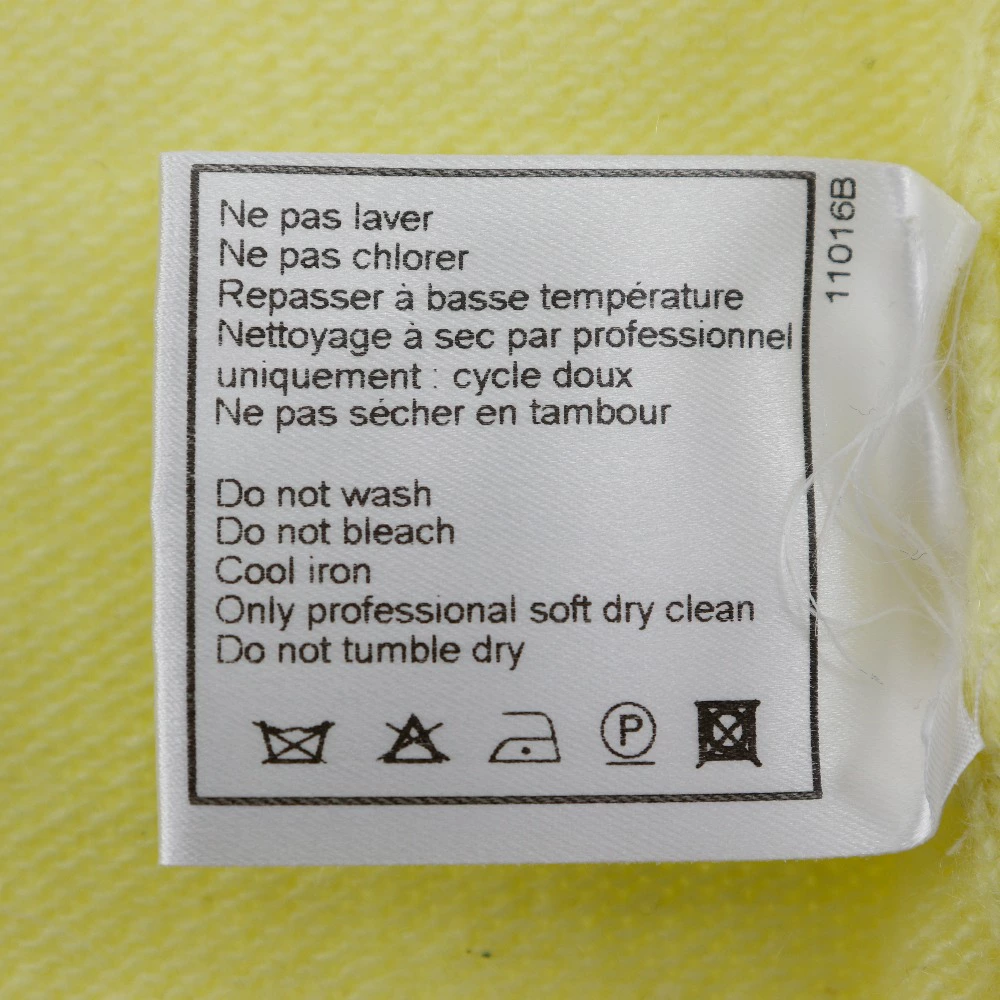 Ne pas laver
Ne pas chlorer
Repasser à basse température
Nettoyage à sec par professionnel
uniquement : cycle doux
Ne pas sécher en tambour
Do not wash
Do not bleach
Cool iron
Only professional soft dry clean
Do not tumble dry
P
11016B